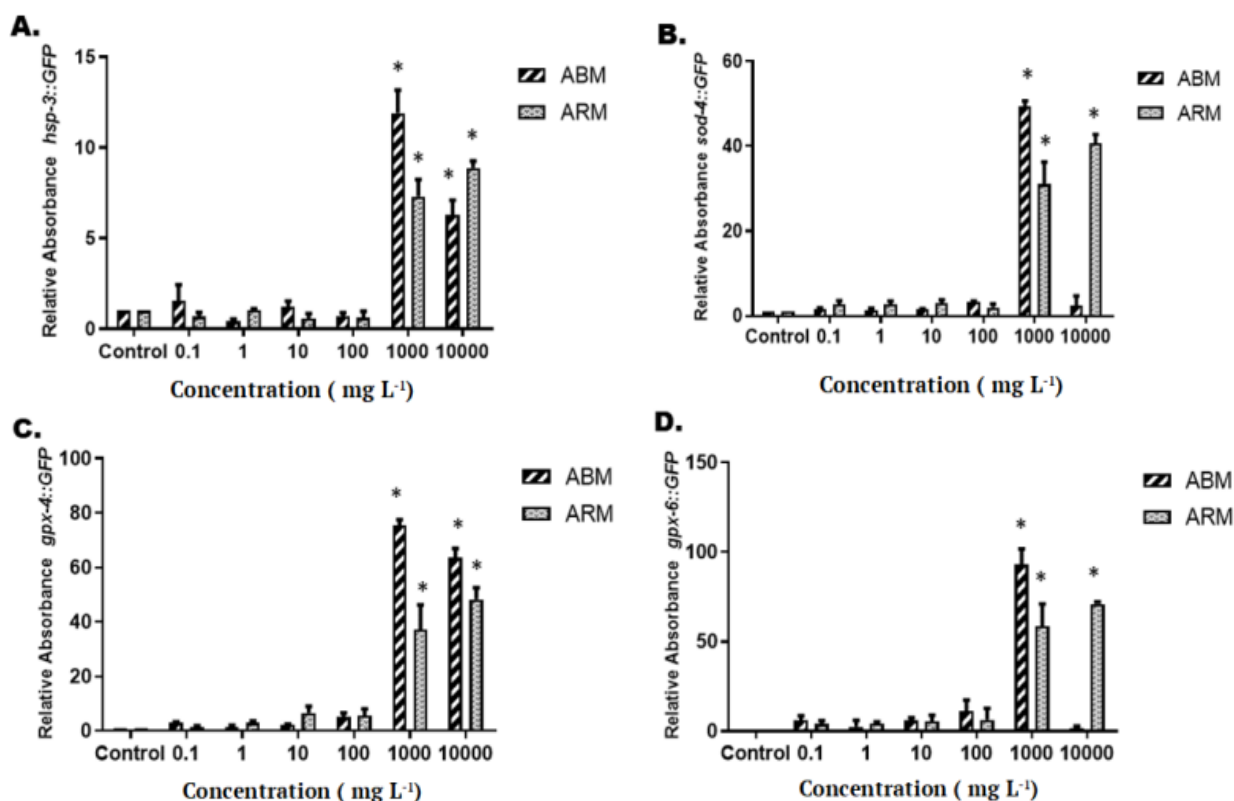 A.
Relative Absorbance hsp-3::GFP
15
10
5
0
* * * *
Control 0.1 1 10 100 1000 10000
Concentration ( mg L⁻¹)
ABM
ARM
B.
Relative Absorbance sod-4::GFP
60
40
20
0
* * *
Control 0.1 1 10 100 1000 10000
Concentration ( mg L⁻¹)
ABM
ARM
C.
Relative Absorbance gpx-4::GFP
100
80
60
40
20
0
* * * *
Control 0.1 1 10 100 1000 10000
Concentration ( mg L⁻¹)
ABM
ARM
D.
Relative Absorbance gpx-6::GFP
150
100
50
0
* * *
Control 0.1 1 10 100 1000 10000
Concentration ( mg L⁻¹)
ABM
ARM